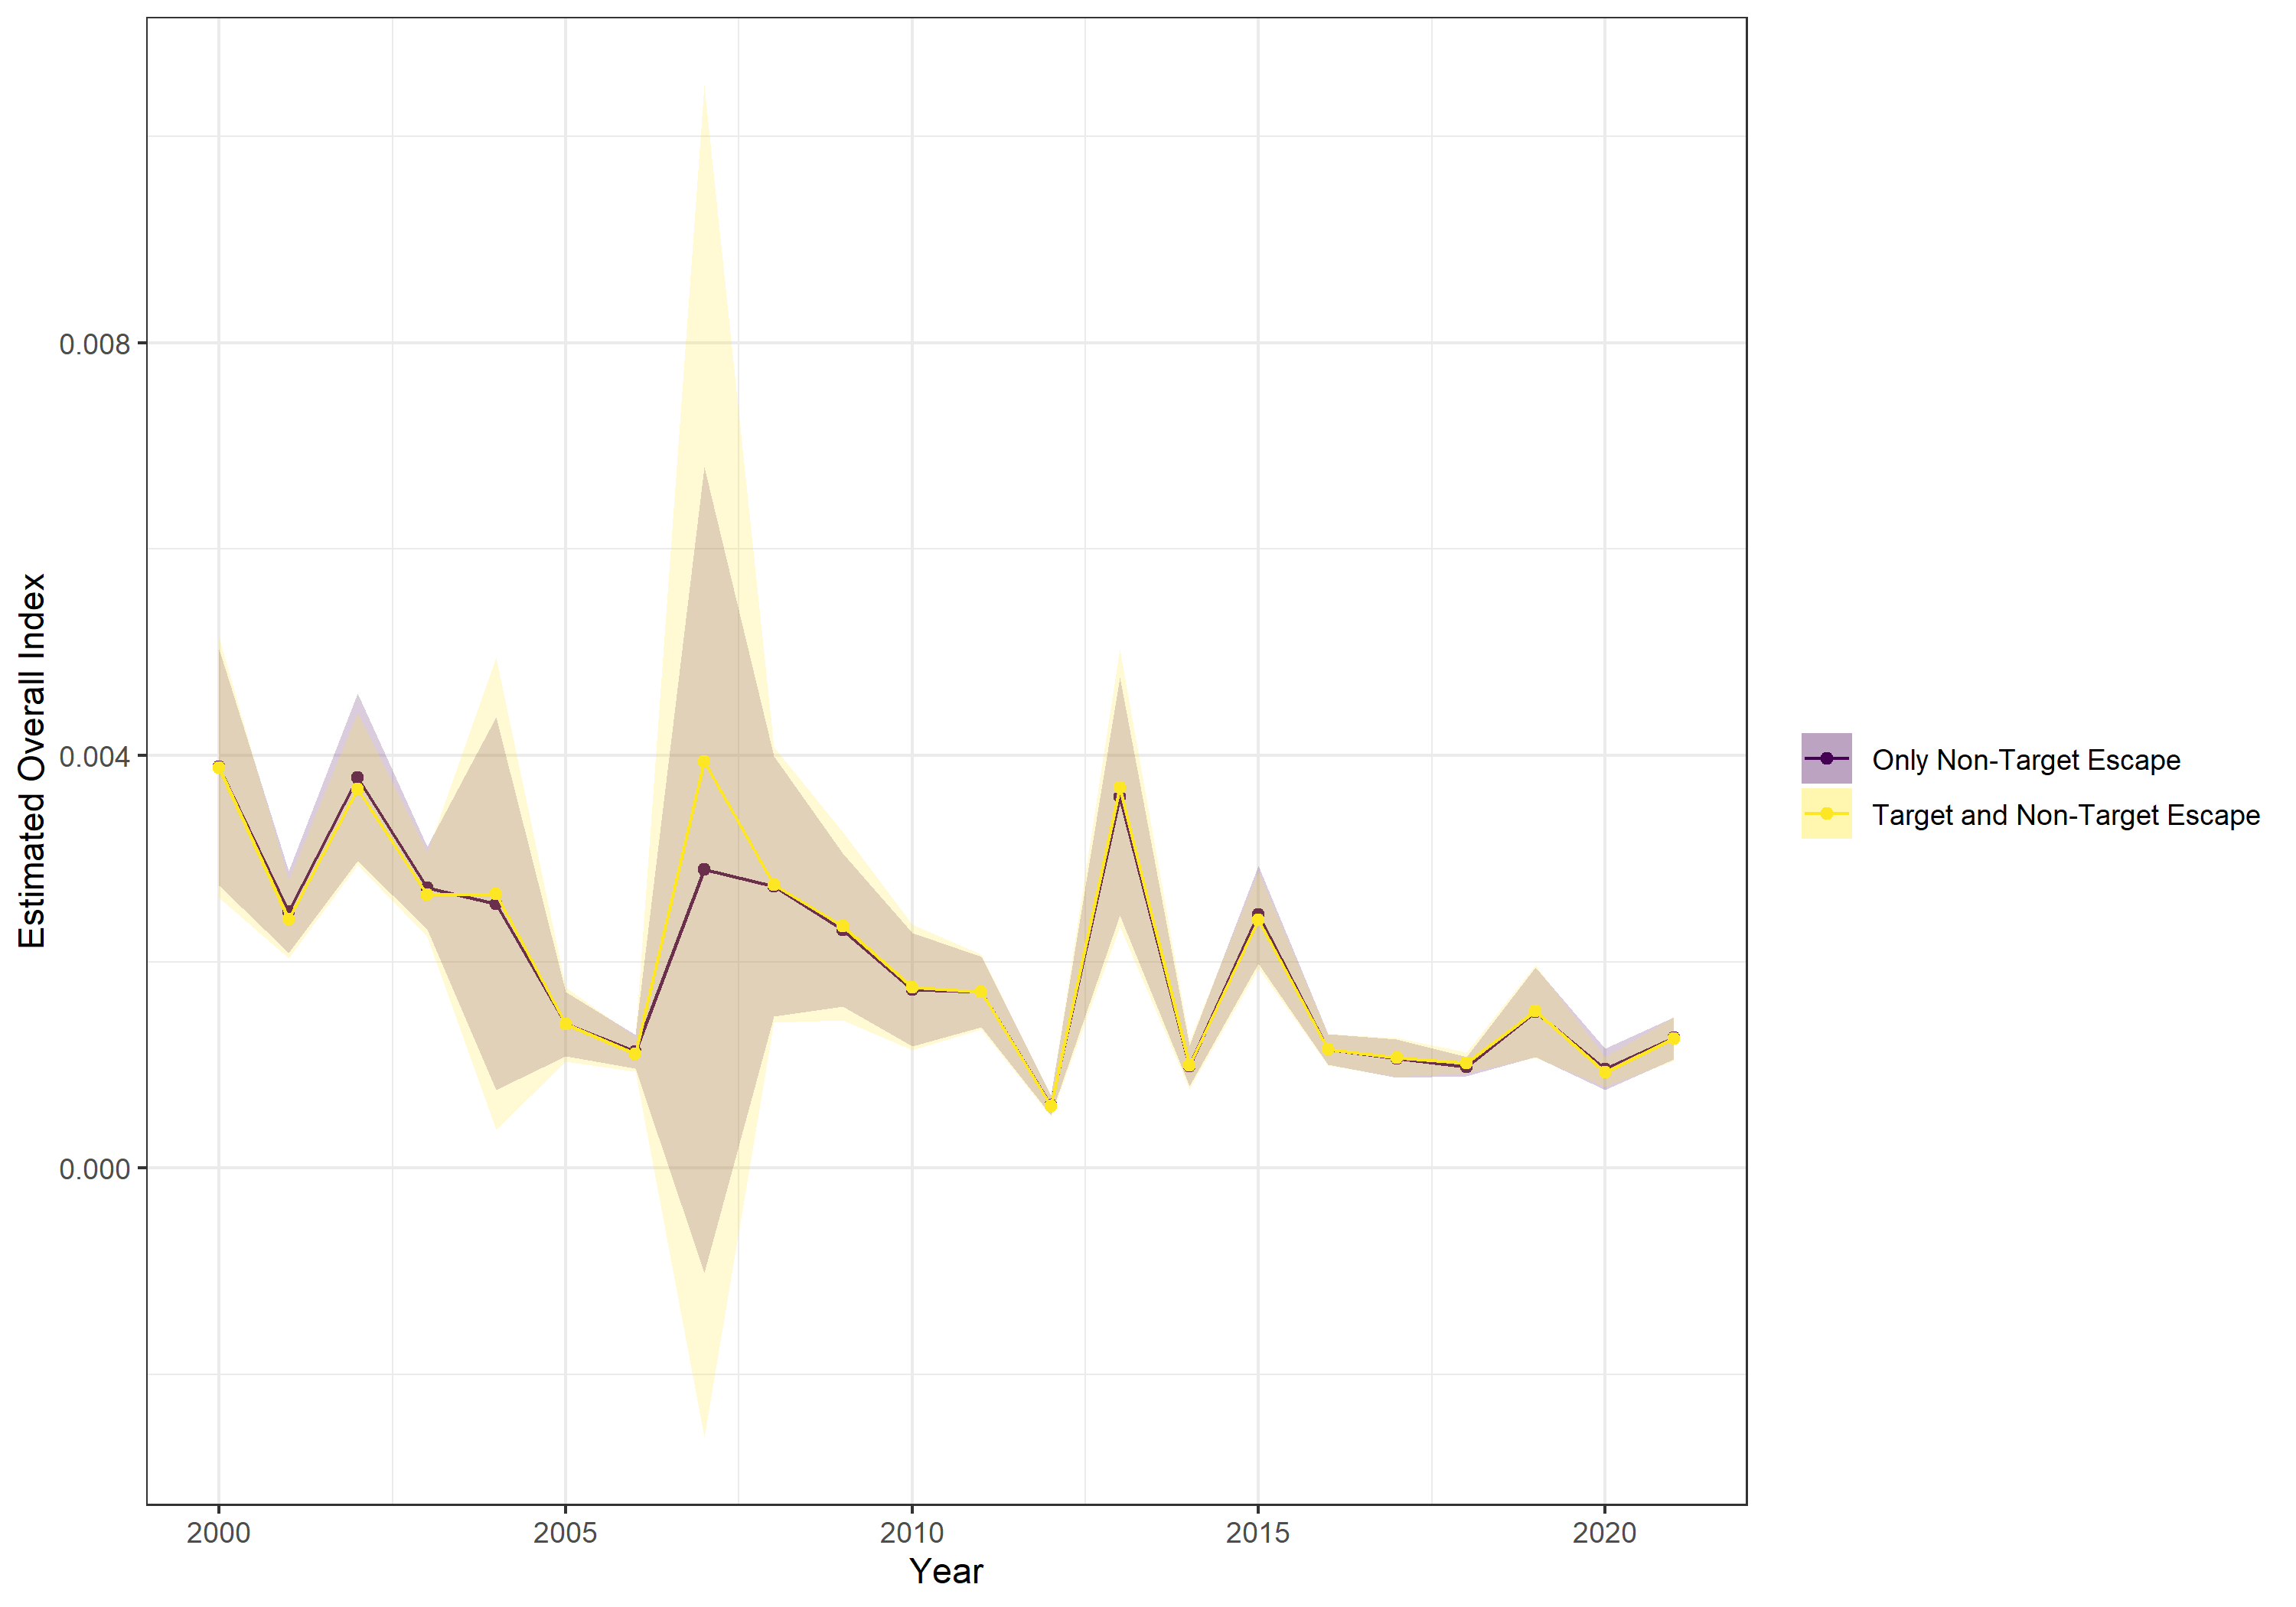 Estimated Overall Index
0.008
0.004
0.000
2000 2005 2010 2015 2020
Year
Only Non-Target Escape
Target and Non-Target Escape